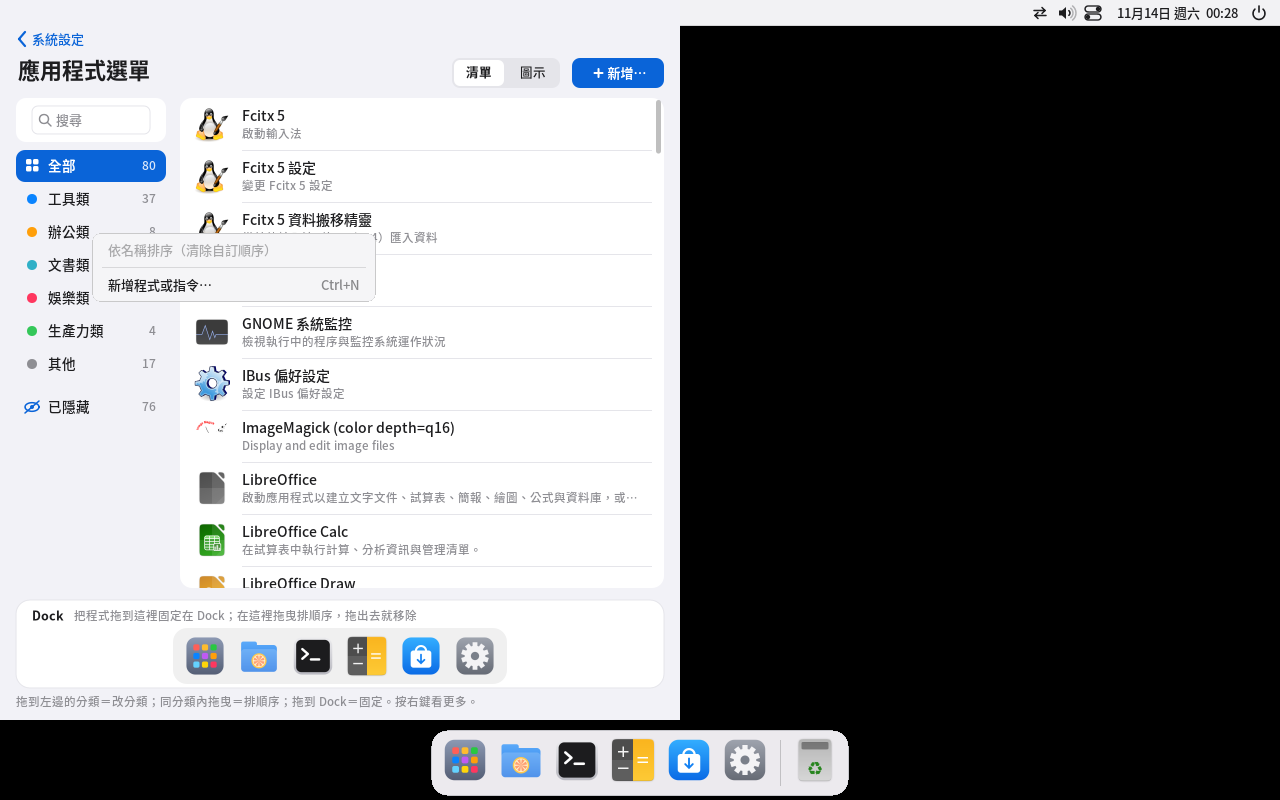 11月14日 週六 00:28
系統設定
應用程式選單
清單
圖示
+ 新增…
搜尋
全部 80
工具類 37
辦公類 8
文書類
娛樂類
生產力類 4
其他 17
已隱藏 76
Fcitx 5
啟動輸入法
Fcitx 5 設定
變更 Fcitx 5 設定
Fcitx 5 資料搬移精靈
4）匯入資料
依名稱排序（清除自訂順序）
新增程式或指令… Ctrl+N
GNOME 系統監控
檢視執行中的程序與監控系統運作狀況
IBus 偏好設定
設定 IBus 偏好設定
ImageMagick (color depth=q16)
Display and edit image files
LibreOffice
啟動應用程式以建立文字文件、試算表、簡報、繪圖、公式與資料庫，或…
LibreOffice Calc
在試算表中執行計算、分析資訊與管理清單。
LibreOffice Draw
Dock 把程式拖到這裡固定在 Dock；在這裡拖曳排順序，拖出去就移除
拖到左邊的分類＝改分類；同分類內拖曳＝排順序；拖到 Dock＝固定。按右鍵看更多。